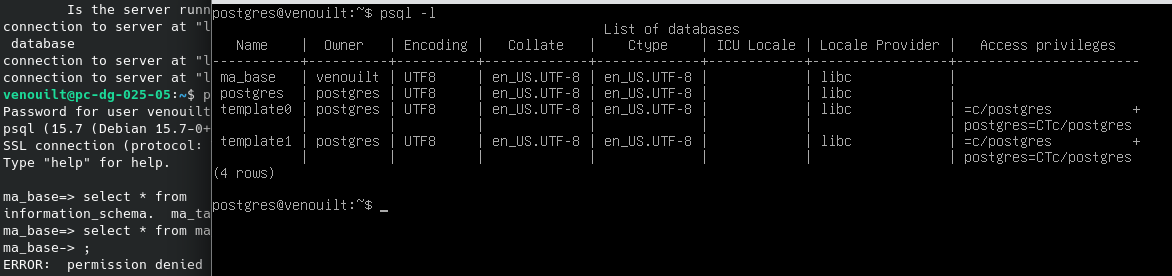 Is the server runn
connection to server at "l
 database
connection to server at "l
connection to server at "l
venouilt@pc-dg-025-05:~$ p
Password for user venouilt
psql (15.7 (Debian 15.7-0+
SSL connection (protocol:
Type "help" for help.

ma_base=> select * from
information_schema.  ma_ta
ma_base=> select * from ma
ma_base-> ;
ERROR:  permission denied

postgres@venouilt:~$ psql -l
                                                 List of databases
   Name    |  Owner   | Encoding |   Collate   |    Ctype    | ICU Locale | Locale Provider |   Access privileges
-----------+----------+----------+-------------+-------------+------------+-----------------+-----------------------
 ma_base   | venouilt | UTF8     | en_US.UTF-8 | en_US.UTF-8 |            | libc            |
 postgres  | postgres | UTF8     | en_US.UTF-8 | en_US.UTF-8 |            | libc            |
 template0 | postgres | UTF8     | en_US.UTF-8 | en_US.UTF-8 |            | libc            | =c/postgres          +
           |          |          |             |             |            |                 | postgres=CTc/postgres
 template1 | postgres | UTF8     | en_US.UTF-8 | en_US.UTF-8 |            | libc            | =c/postgres          +
           |          |          |             |             |            |                 | postgres=CTc/postgres
(4 rows)

postgres@venouilt:~$ _